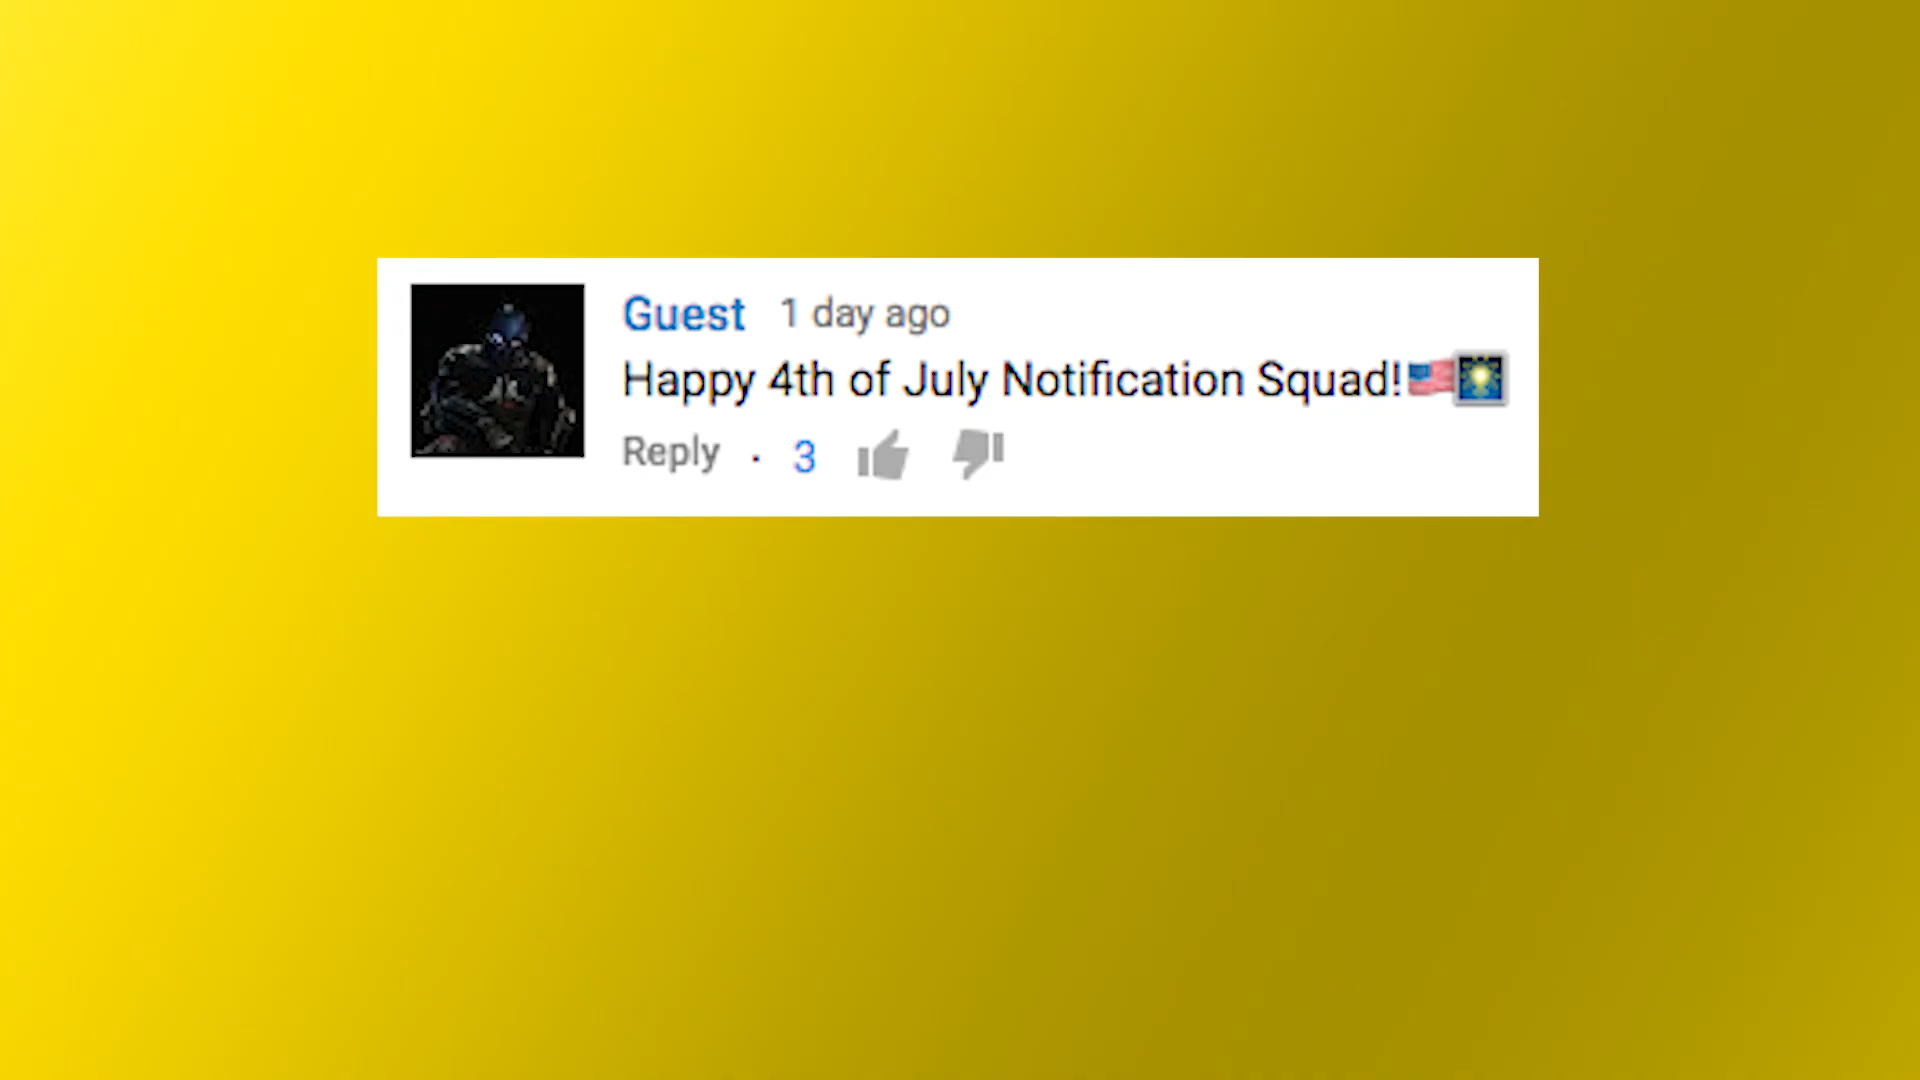 Guest 1 day ago
Happy 4th of July Notification Squad!🇺🇸🎇
Reply · 3